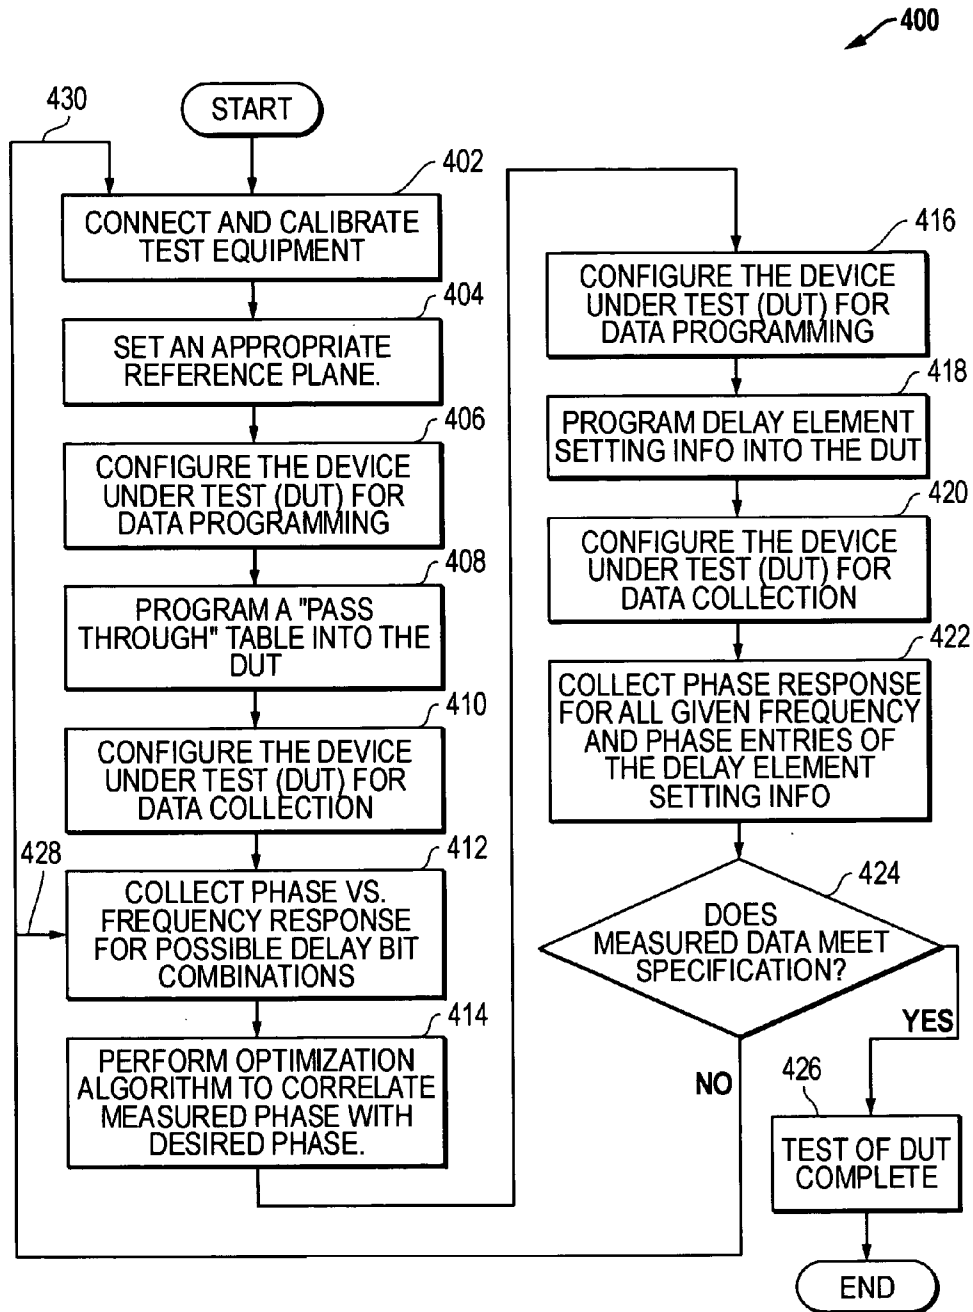 400
430
START
402
CONNECT AND CALIBRATE
TEST EQUIPMENT
404
SET AN APPROPRIATE
REFERENCE PLANE.
406
CONFIGURE THE DEVICE
UNDER TEST (DUT) FOR
DATA PROGRAMMING
408
PROGRAM A "PASS
THROUGH" TABLE INTO THE
DUT
410
CONFIGURE THE DEVICE
UNDER TEST (DUT) FOR
DATA COLLECTION
428
412
COLLECT PHASE VS.
FREQUENCY RESPONSE
FOR POSSIBLE DELAY BIT
COMBINATIONS
414
PERFORM OPTIMIZATION
ALGORITHM TO CORRELATE
MEASURED PHASE WITH
DESIRED PHASE.
416
CONFIGURE THE DEVICE
UNDER TEST (DUT) FOR
DATA PROGRAMMING
418
PROGRAM DELAY ELEMENT
SETTING INFO INTO THE DUT
420
CONFIGURE THE DEVICE
UNDER TEST (DUT) FOR
DATA COLLECTION
422
COLLECT PHASE RESPONSE
FOR ALL GIVEN FREQUENCY
AND PHASE ENTRIES OF
THE DELAY ELEMENT
SETTING INFO
424
DOES
MEASURED DATA MEET
SPECIFICATION?
YES
NO
426
TEST OF DUT
COMPLETE
END